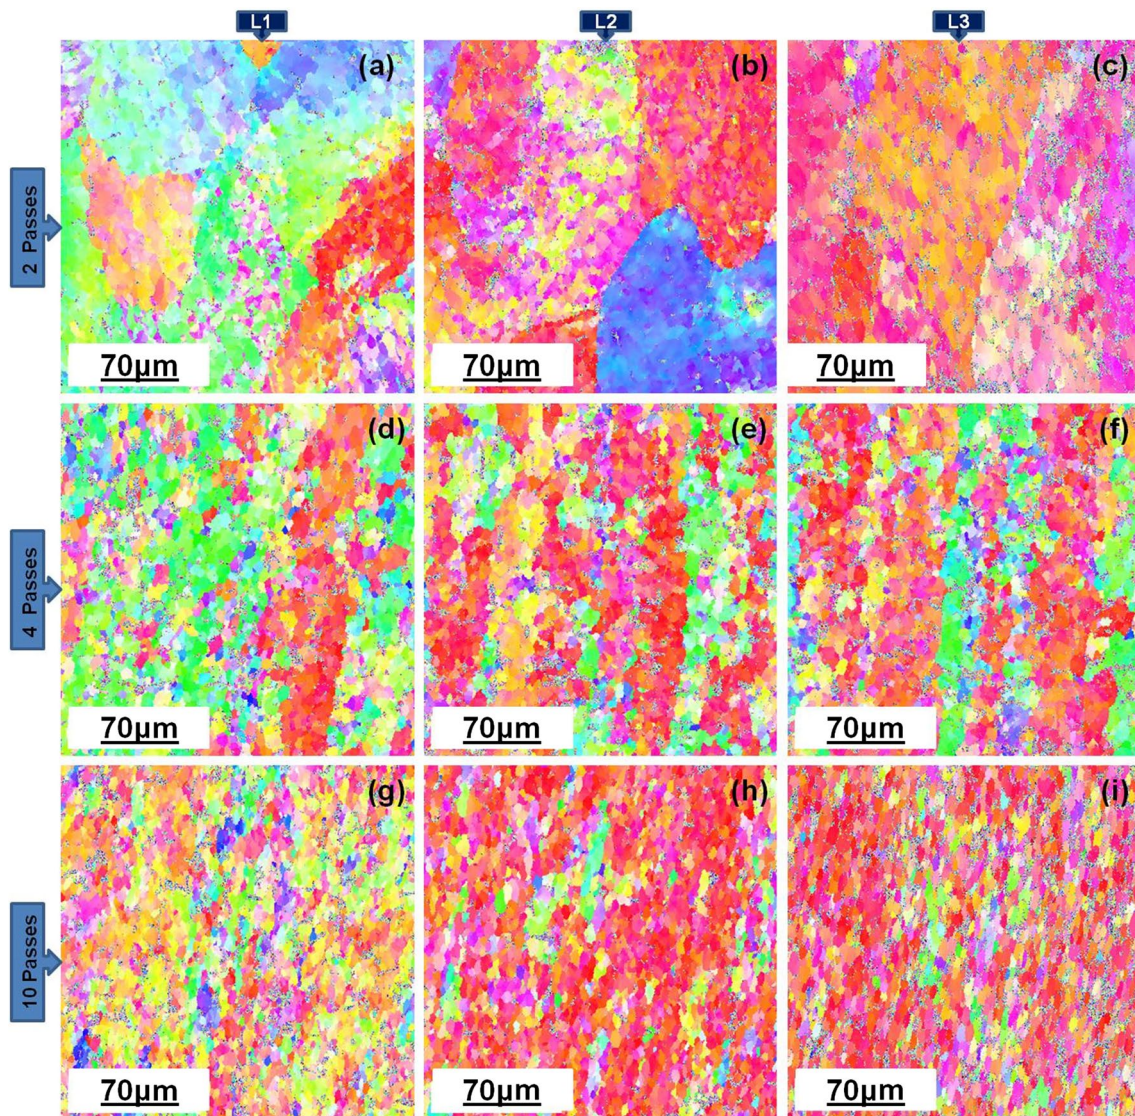 L1
L2
L3
(a)
(b)
(c)
2 Passes
70µm
70µm
70µm
(d)
(e)
(f)
4 Passes
70µm
70µm
70µm
(g)
(h)
(i)
10 Passes
70µm
70µm
70µm